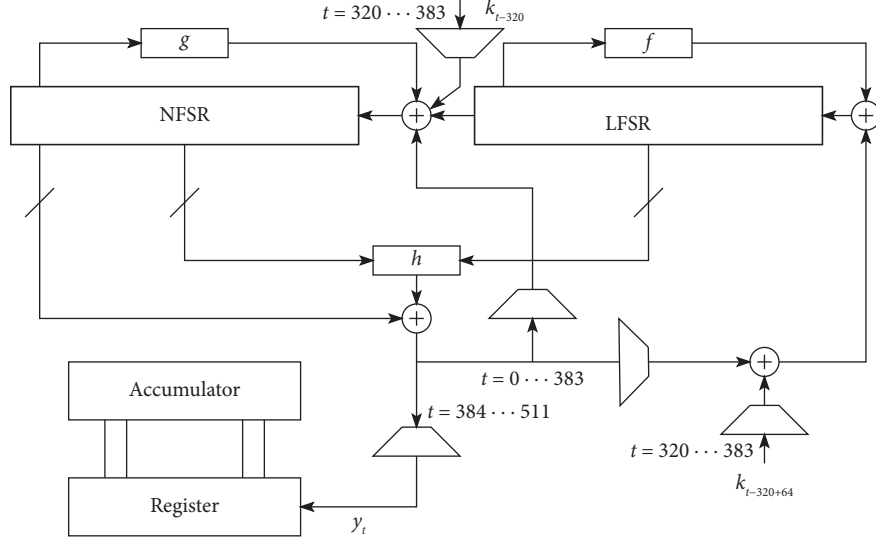 t = 320 ··· 383
k_{t−320}
g
f
NFSR
LFSR
h
t = 0 ··· 383
Accumulator
t = 384 ··· 511
t = 320 ··· 383
k_{t−320+64}
Register
y_t